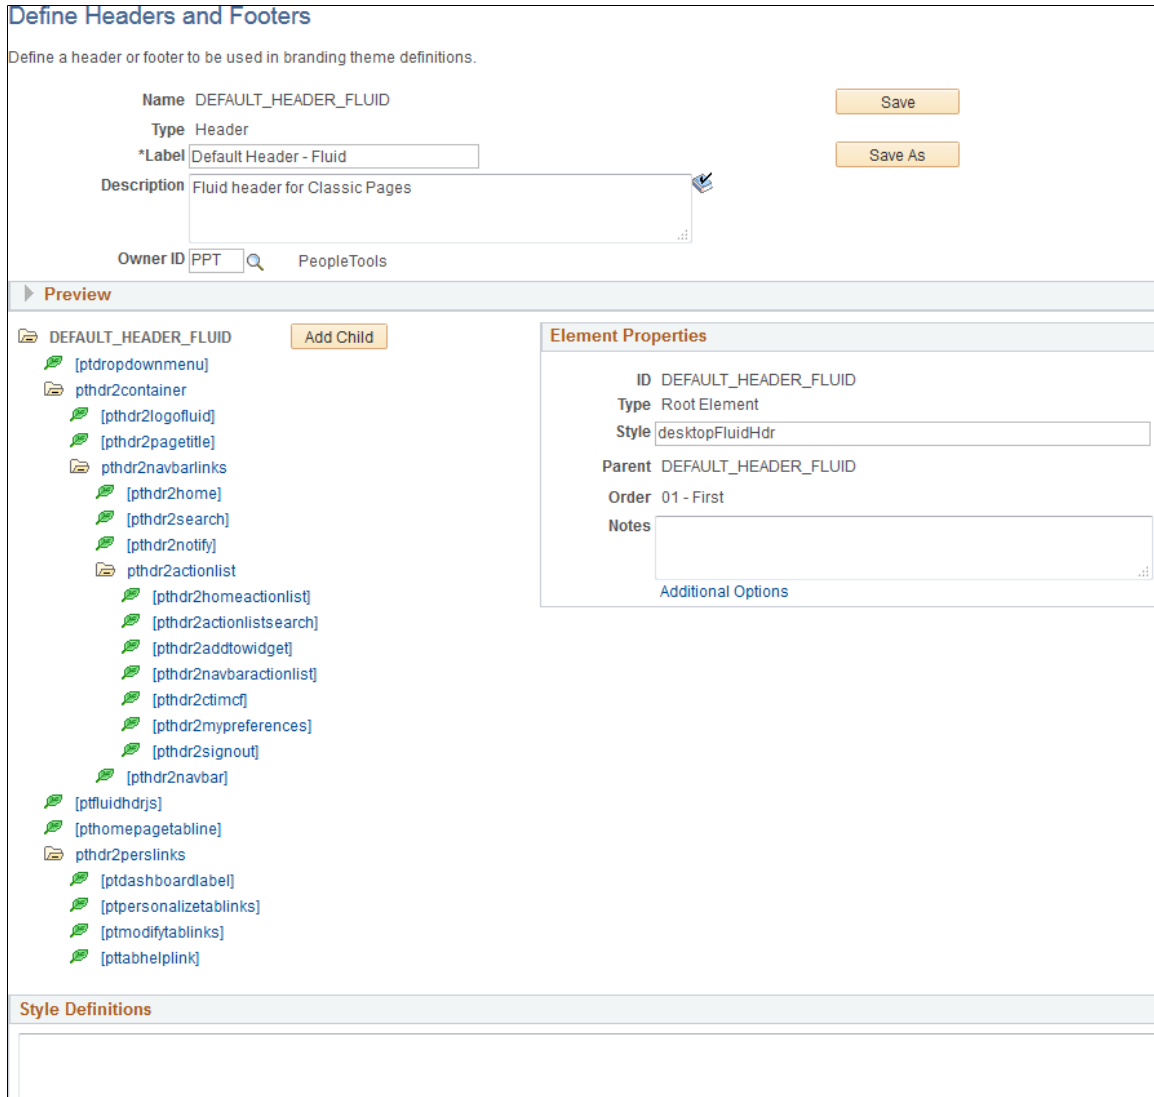 Define Headers and Footers
Define a header or footer to be used in branding theme definitions.
Name DEFAULT_HEADER_FLUID
Save
Type Header
*Label Default Header - Fluid
Save As
Description Fluid header for Classic Pages
Owner ID PPT PeopleTools
Preview
DEFAULT_HEADER_FLUID Add Child
[ptdropdownmenu]
pthdr2container
[pthdr2logofluid]
[pthdr2pagetitle]
pthdr2navbarlinks
[pthdr2home]
[pthdr2search]
[pthdr2notify]
pthdr2actionlist
[pthdr2homeactionlist]
[pthdr2actionlistsearch]
[pthdr2addtowidget]
[pthdr2navbaractionlist]
[pthdr2ctimcf]
[pthdr2mypreferences]
[pthdr2signout]
[pthdr2navbar]
[ptfluidhdrjs]
[pthomepagetabline]
pthdr2perslinks
[ptdashboardlabel]
[ptpersonalizetablinks]
[ptmodifytablinks]
[pttabhelplink]
Element Properties
ID DEFAULT_HEADER_FLUID
Type Root Element
Style desktopFluidHdr
Parent DEFAULT_HEADER_FLUID
Order 01 - First
Notes
Additional Options
Style Definitions